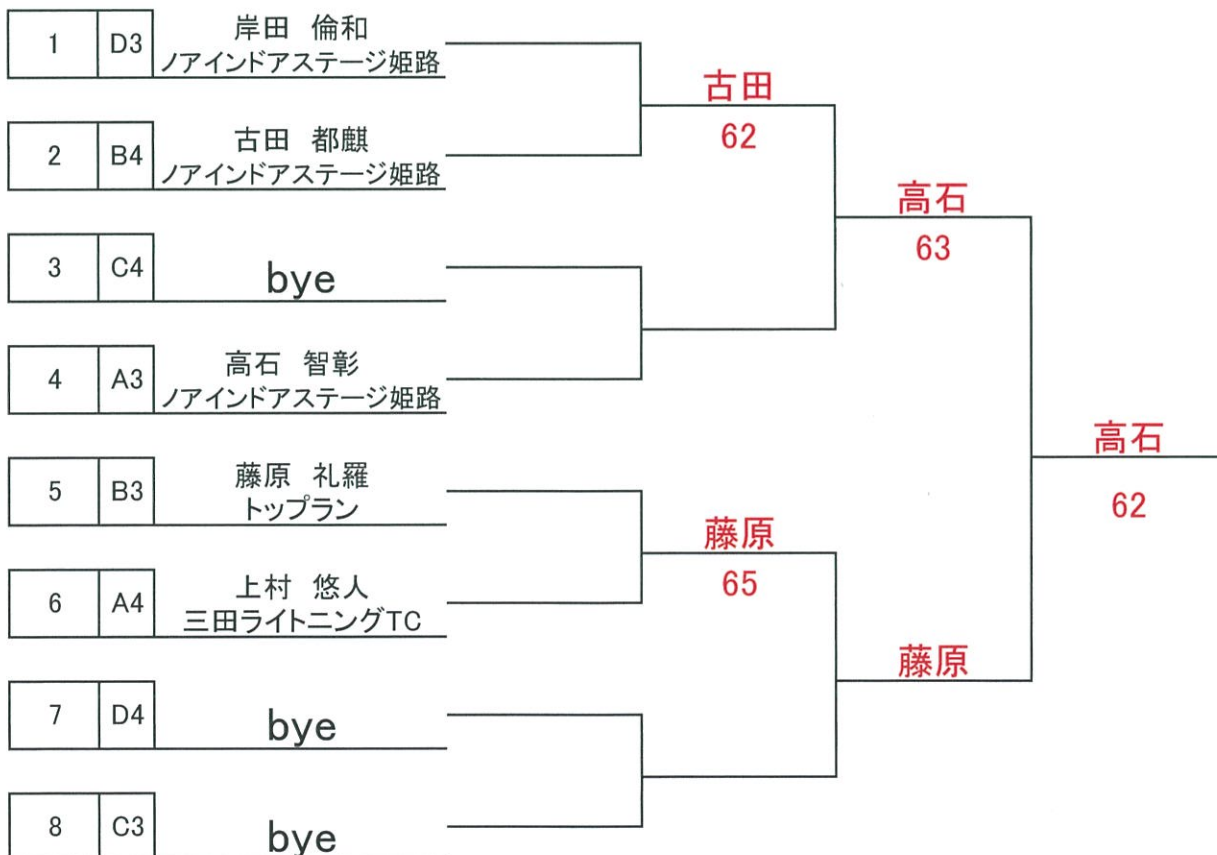 1 D3 岸田 倫和
ノアインドアステージ姫路
古田
62
2 B4 古田 都麒
ノアインドアステージ姫路
高石
63
3 C4 bye
4 A3 高石 智彰
ノアインドアステージ姫路
高石
62
5 B3 藤原 礼羅
トップラン
藤原
65
6 A4 上村 悠人
三田ライトニングTC
藤原
7 D4 bye
8 C3 bye